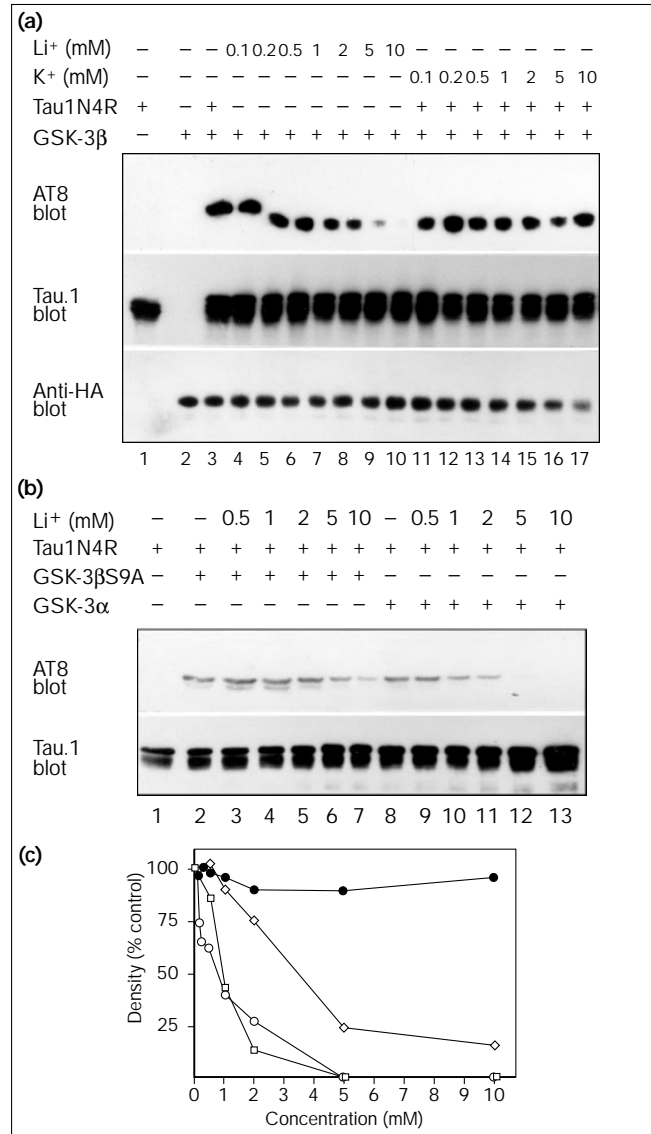 (a)
Li⁺ (mM) – – – 0.1 0.2 0.5 1 2 5 10 – – – – – – –
K⁺ (mM) – – – – – – – – – – 0.1 0.2 0.5 1 2 5 10
Tau1N4R + – + – – – – – – – + + + + + + +
GSK-3β – + + + + + + + + + + + + + + + +
AT8
blot
Tau.1
blot
Anti-HA
blot
1 2 3 4 5 6 7 8 9 10 11 12 13 14 15 16 17
(b)
Li⁺ (mM) – – 0.5 1 2 5 10 – 0.5 1 2 5 10
Tau1N4R + + + + + + + + + + + + +
GSK-3βS9A – + + + + + + – – – – – –
GSK-3α – – – – – – – + + + + + +
AT8
blot
Tau.1
blot
1 2 3 4 5 6 7 8 9 10 11 12 13
(c)
Density (% control)
100
75
50
25
0 1 2 3 4 5 6 7 8 9 10
Concentration (mM)